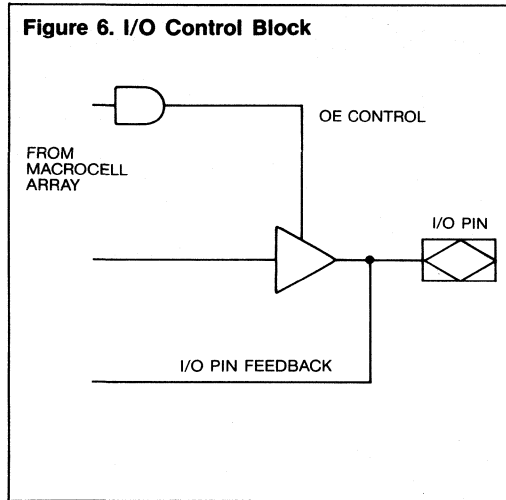 Figure 6. I/O Control Block
OE CONTROL
FROM
MACROCELL
ARRAY
I/O PIN
I/O PIN FEEDBACK